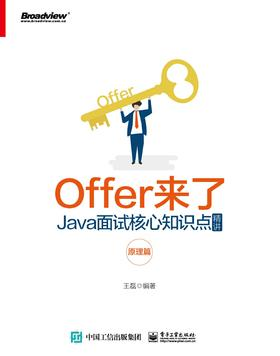 Broadview®
www.broadview.com.cn
Offer
Offer来了
Java面试核心知识点精讲
原理篇
王磊 编著
中国工信出版集团
电子工业出版社